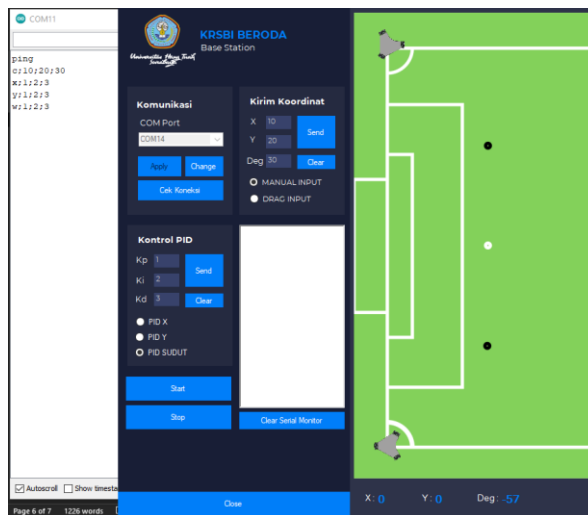 COM11
ping
c;10;20;30
x;1;2;3
y;1;2;3
w;1;2;3
Autoscroll
Show timesta
Page 6 of 7
1226 words
Universitas Hang Tuah
KRSBI BERODA
Base Station
Komunikasi
COM Port
COM14
Apply
Change
Cek Koneksi
Kirim Koordinat
X 10
Y 20
Send
Deg 30
Clear
MANUAL INPUT
DRAG INPUT
Kontrol PID
Kp 1
Ki 2
Send
Kd 3
Clear
PID X
PID Y
PID SUDUT
Start
Stop
Clear Serial Monitor
Close
X: 0
Y: 0
Deg: -57